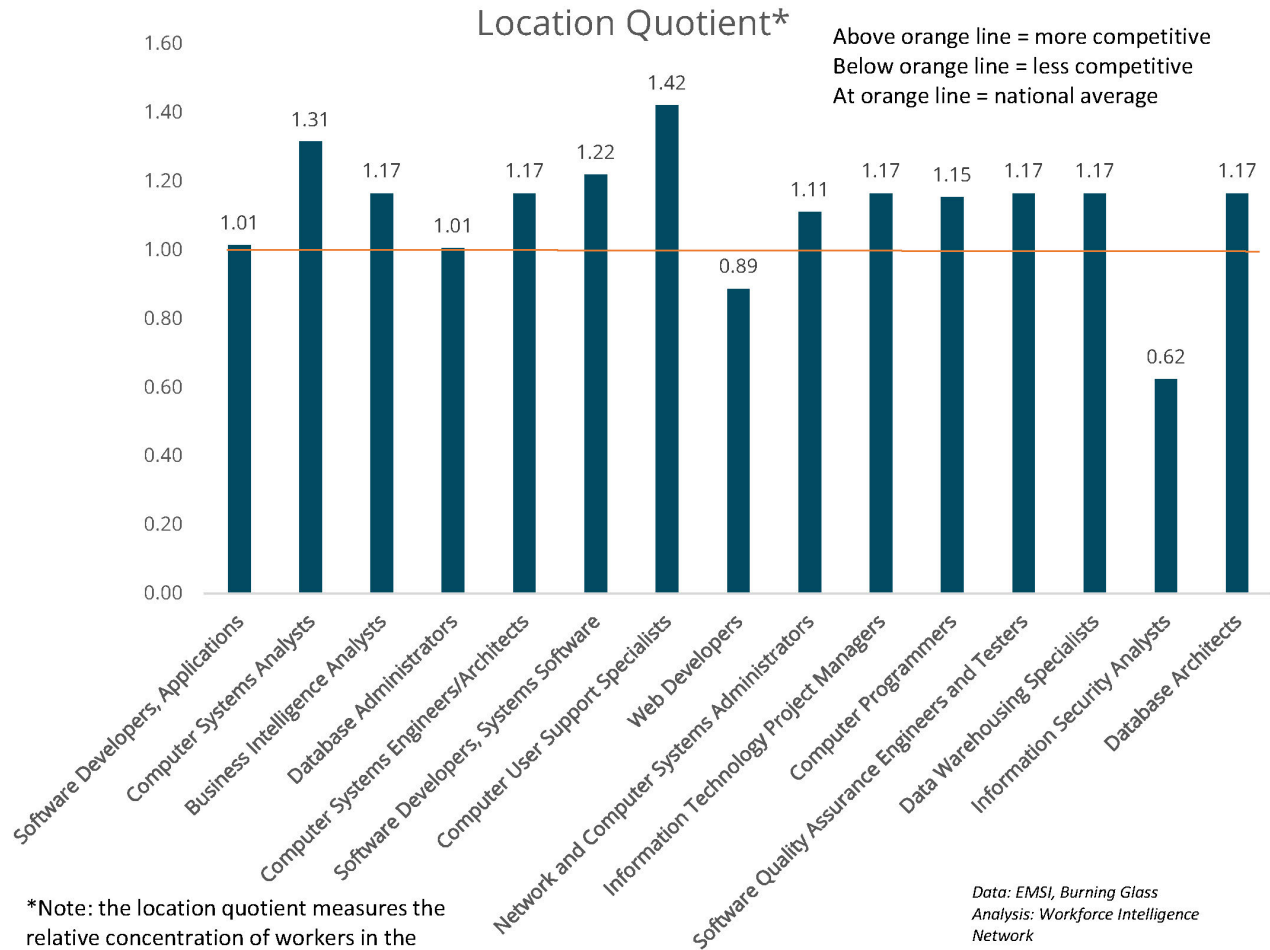 Location Quotient*
Above orange line = more competitive
Below orange line = less competitive
At orange line = national average
1.60
1.40
1.20
1.00
0.80
0.60
0.40
0.20
0.00
1.01
1.31
1.17
1.01
1.17
1.22
1.42
0.89
1.11
1.17
1.15
1.17
1.17
0.62
1.17
Software Developers, Applications
Computer Systems Analysts
Business Intelligence Analysts
Database Administrators
Computer Systems Engineers/Architects
Software Developers, Systems Software
Computer User Support Specialists
Web Developers
Network and Computer Systems Administrators
Information Technology Project Managers
Computer Programmers
Software Quality Assurance Engineers and Testers
Data Warehousing Specialists
Information Security Analysts
Database Architects
*Note: the location quotient measures the
relative concentration of workers in the
Data: EMSI, Burning Glass
Analysis: Workforce Intelligence
Network